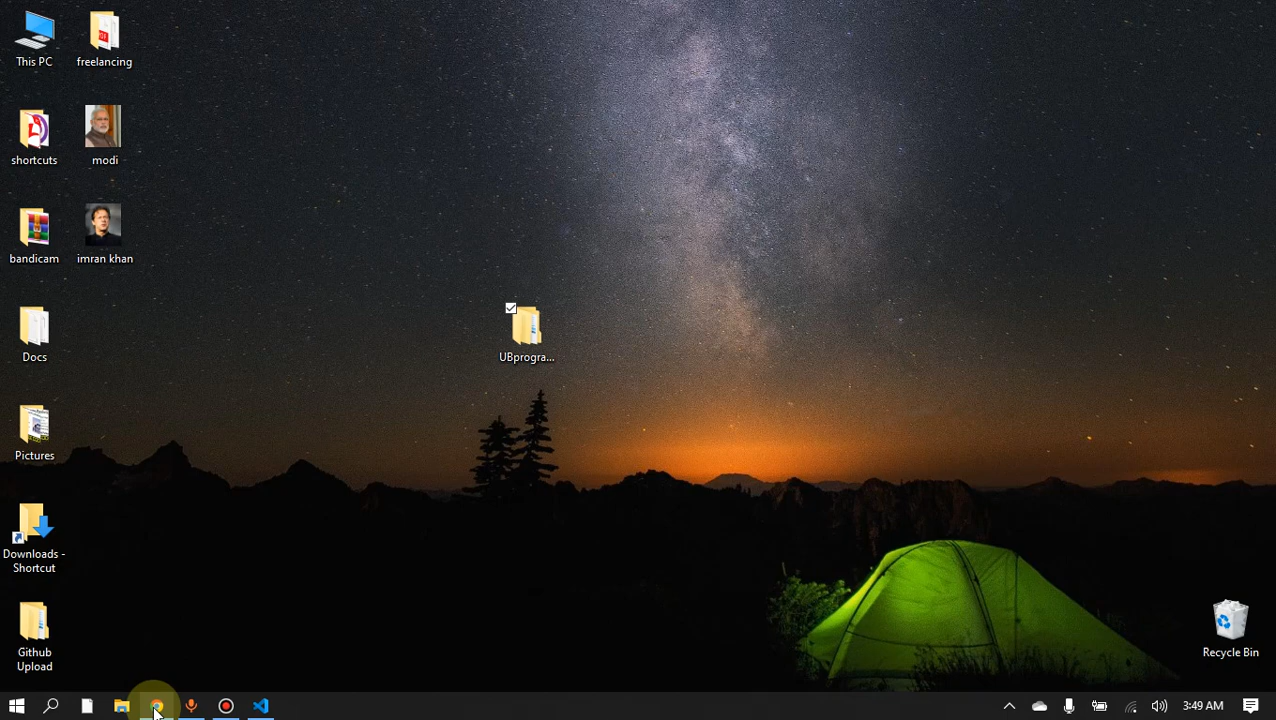 This PC
freelancing
shortcuts
modi
bandicam
imran khan
Docs
UBprogra...
Pictures
Downloads -
Shortcut
Github
Upload
Recycle Bin
3:49 AM